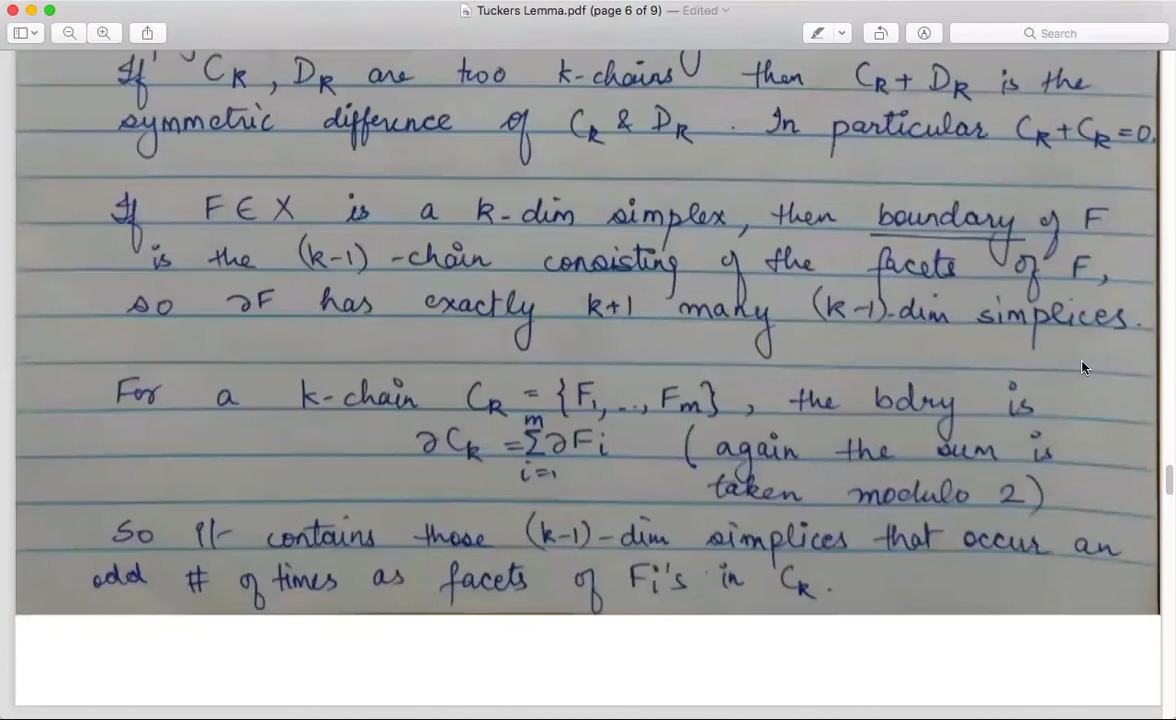 Tuckers Lemma.pdf (page 6 of 9) — Edited
Search
If C_k, D_k are two k-chains then C_k + D_k is the
symmetric difference of C_k & D_k. In particular C_k + C_k = 0.
If F ∈ X is a k-dim simplex, then boundary of F
is the (k-1)-chain consisting of the facets of F,
so ∂F has exactly k+1 many (k-1)-dim simplices.
For a k-chain C_k = {F_1, ..., F_m}, the bdry is
∂C_k = Σ_{i=1}^{m} ∂F_i (again the sum is
taken modulo 2)
So it contains those (k-1)-dim simplices that occur an
odd # of times as facets of F_i's in C_k.